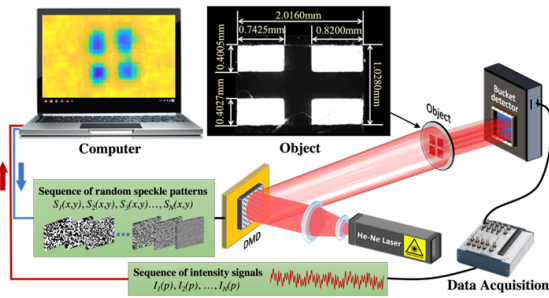 2.0160mm
0.7425mm
0.8200mm
0.4005mm
0.4027mm
1.0280mm
Computer
Object
Object
Bucket
detector
Sequence of random speckle patterns
S1(x,y), S2(x,y), S3(x,y)…, SN(x,y)
DMD
He-Ne Laser
Sequence of intensity signals
I1(p), I2(p), …, IN(p)
Data Acquisition